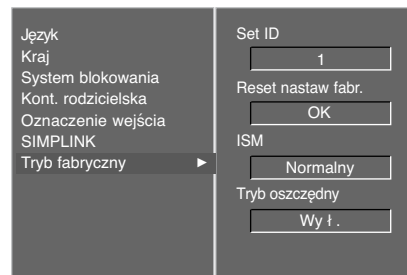 Język
Kraj
System blokowania
Kont. rodzicielska
Oznaczenie wejścia
SIMPLINK
Tryb fabryczny ►
Set ID
1
Reset nastaw fabr.
OK
ISM
Normalny
Tryb oszczędny
Wy ł .